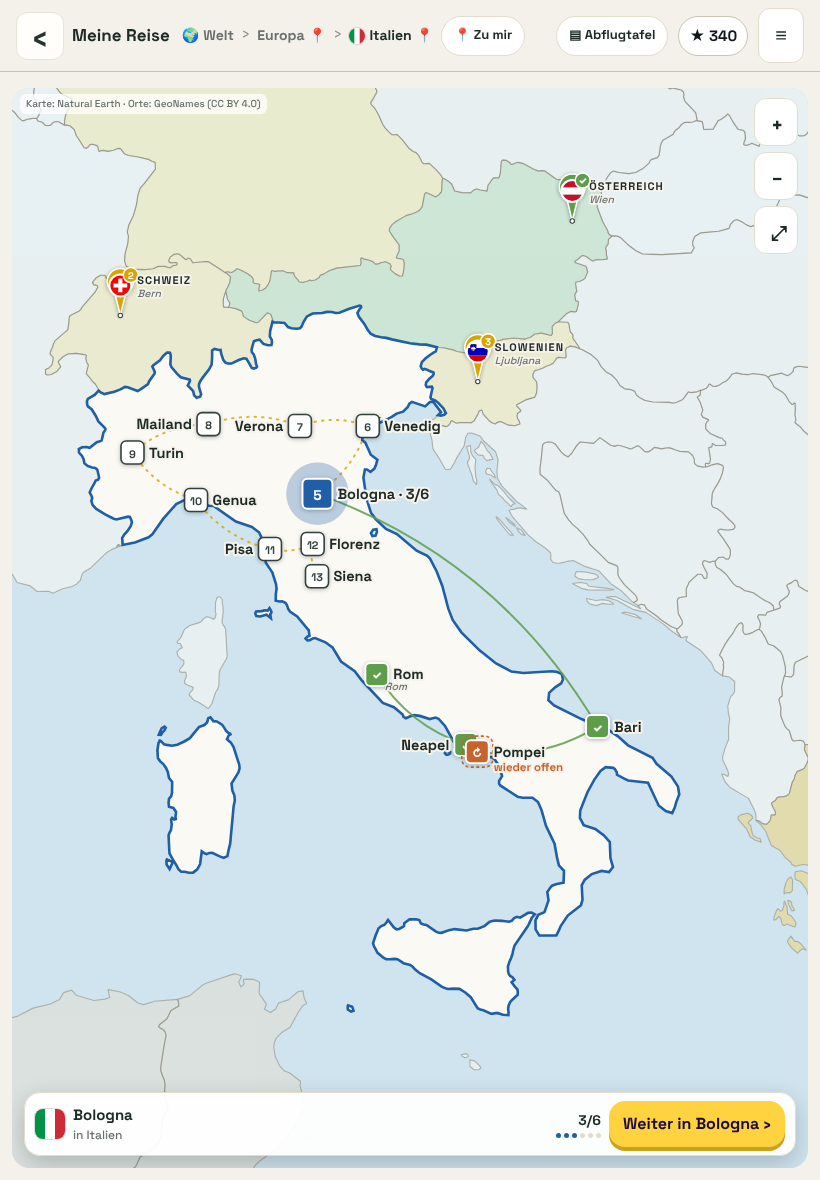 < Meine Reise 🌍 Welt > Europa 📍 > Italien 📍 📍 Zu mir ▤ Abflugtafel ★ 340 ≡
Karte: Natural Earth · Orte: GeoNames (CC BY 4.0)
+
−
⤢
ÖSTERREICH
Wien
2 SCHWEIZ
Bern
3 SLOWENIEN
Ljubljana
Mailand 8
Verona 7
6 Venedig
9 Turin
5 Bologna · 3/6
10 Genua
Pisa 11
12 Florenz
13 Siena
Rom
Rom
Bari
Neapel
Pompei
wieder offen
Bologna
in Italien
3/6
Weiter in Bologna >